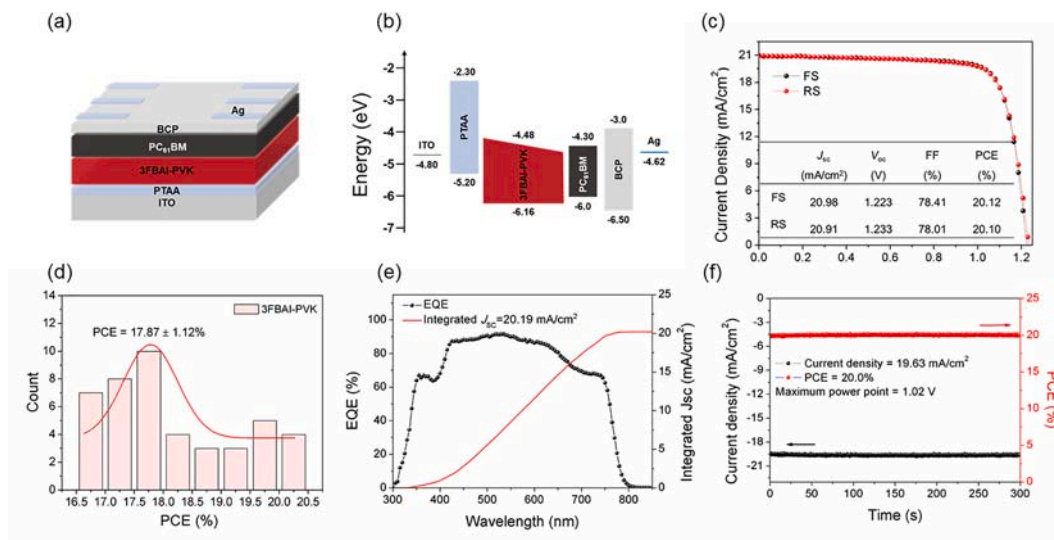 (a)
Ag
BCP
PC61BM
3FBAI-PVK
PTAA
ITO
(b)
Energy (eV)
-2
-3
-4
-5
-6
-7
ITO
-4.80
-2.30
PTAA
-5.20
-4.48
3FBAI-PVK
-6.16
-4.30
PC61BM
-6.0
-3.0
BCP
-6.50
Ag
-4.62
(c)
Current Density (mA/cm²)
21
18
15
12
9
6
3
0
FS
RS
Jsc Voc FF PCE
(mA/cm²) (V) (%) (%)
FS 20.98 1.223 78.41 20.12
RS 20.91 1.233 78.01 20.10
0.0 0.2 0.4 0.6 0.8 1.0 1.2
(d)
Count
14
12
10
8
6
4
2
0
3FBAI-PVK
PCE = 17.87 ± 1.12%
16.5 17.0 17.5 18.0 18.5 19.0 19.5 20.0 20.5
PCE (%)
(e)
EQE (%)
100
80
60
40
20
0
EQE
Integrated JSC=20.19 mA/cm²
25
20
15
10
5
0
Integrated Jsc (mA/cm²)
300 400 500 600 700 800
Wavelength (nm)
(f)
Current density (mA/cm²)
0
-3
-6
-9
-12
-15
-18
-21
Current density = 19.63 mA/cm²
PCE = 20.0%
Maximum power point = 1.02 V
25
20
15
10
5
0
PCE (%)
0 50 100 150 200 250 300
Time (s)